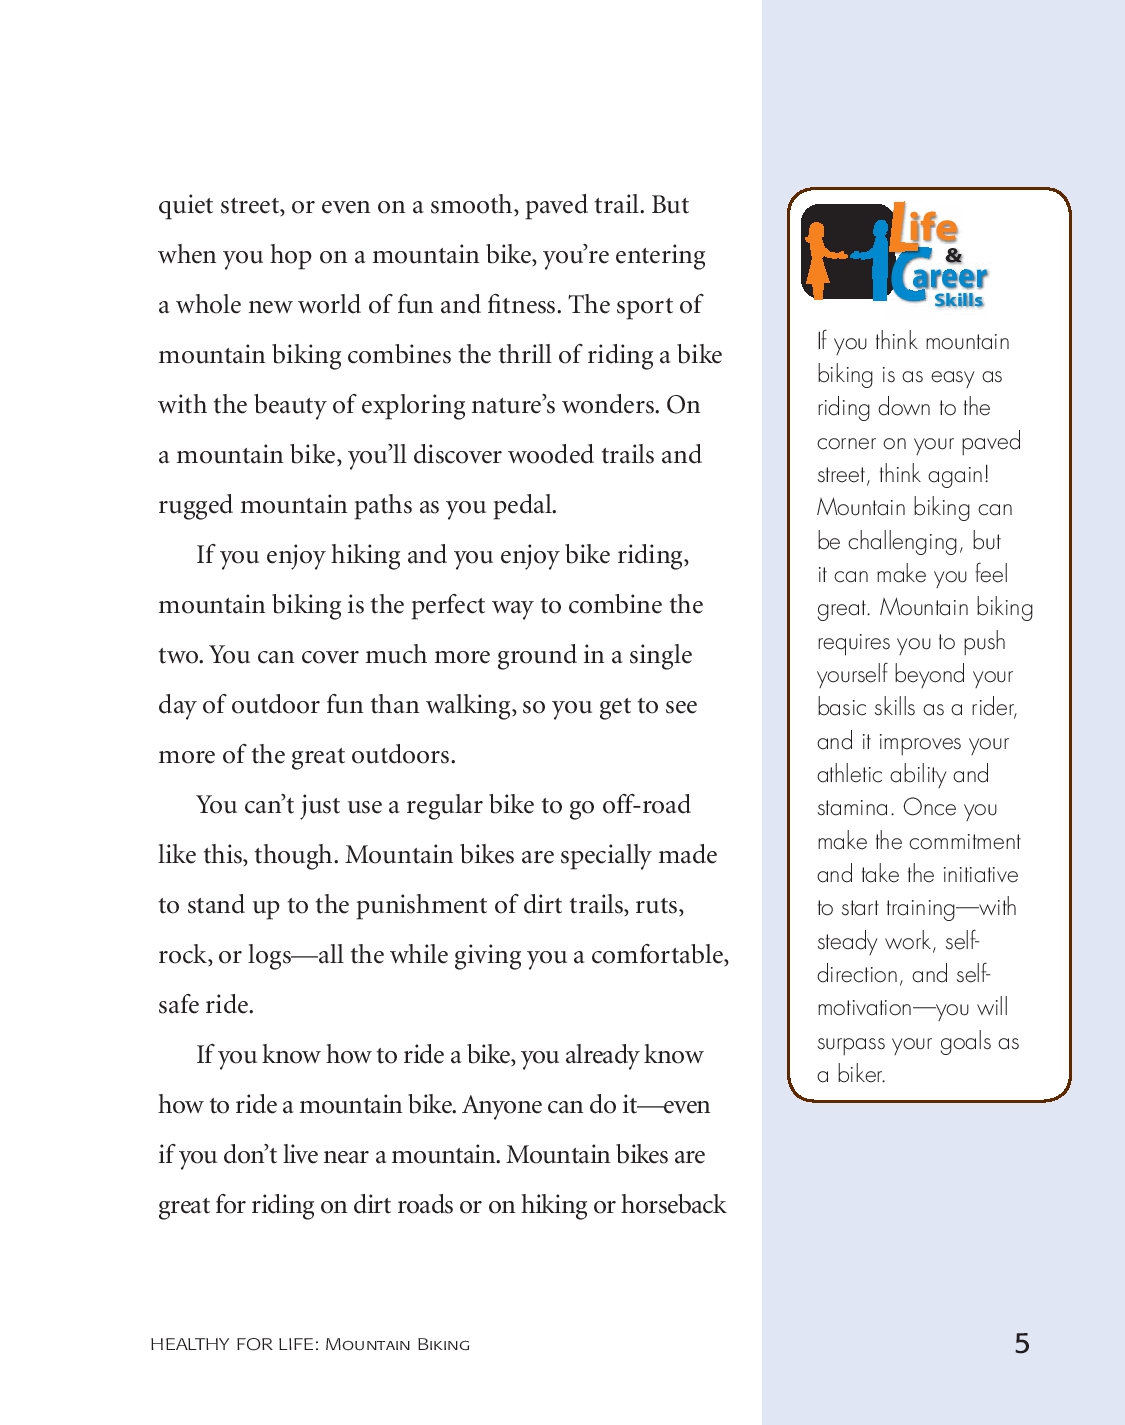 quiet street, or even on a smooth, paved trail. But
when you hop on a mountain bike, you’re entering
a whole new world of fun and fitness. The sport of
mountain biking combines the thrill of riding a bike
with the beauty of exploring nature’s wonders. On
a mountain bike, you’ll discover wooded trails and
rugged mountain paths as you pedal.
If you enjoy hiking and you enjoy bike riding,
mountain biking is the perfect way to combine the
two. You can cover much more ground in a single
day of outdoor fun than walking, so you get to see
more of the great outdoors.
You can’t just use a regular bike to go off-road
like this, though. Mountain bikes are specially made
to stand up to the punishment of dirt trails, ruts,
rock, or logs—all the while giving you a comfortable,
safe ride.
If you know how to ride a bike, you already know
how to ride a mountain bike. Anyone can do it—even
if you don’t live near a mountain. Mountain bikes are
great for riding on dirt roads or on hiking or horseback
Life
&
Career
Skills
If you think mountain
biking is as easy as
riding down to the
corner on your paved
street, think again!
Mountain biking can
be challenging, but
it can make you feel
great. Mountain biking
requires you to push
yourself beyond your
basic skills as a rider,
and it improves your
athletic ability and
stamina. Once you
make the commitment
and take the initiative
to start training—with
steady work, self-
direction, and self-
motivation—you will
surpass your goals as
a biker.
HEALTHY FOR LIFE: Mountain Biking
5